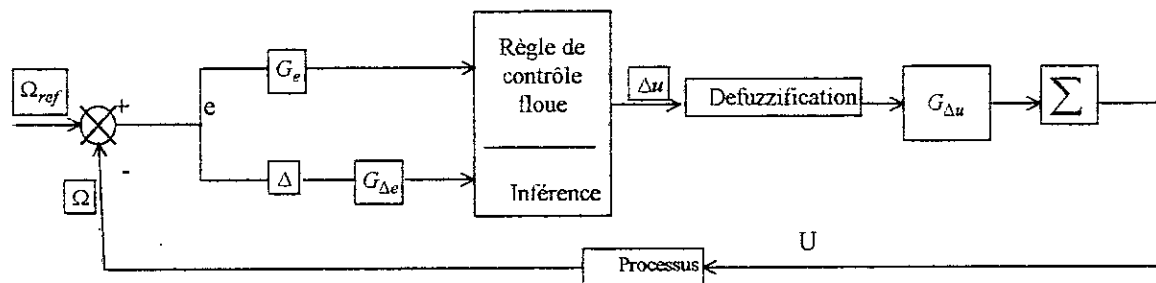 Ω_ref
+
-
Ω
e
G_e
Δ
G_Δe
Règle de
contrôle
floue
Inférence
Δu
Defuzzification
G_Δu
Σ
U
Processus